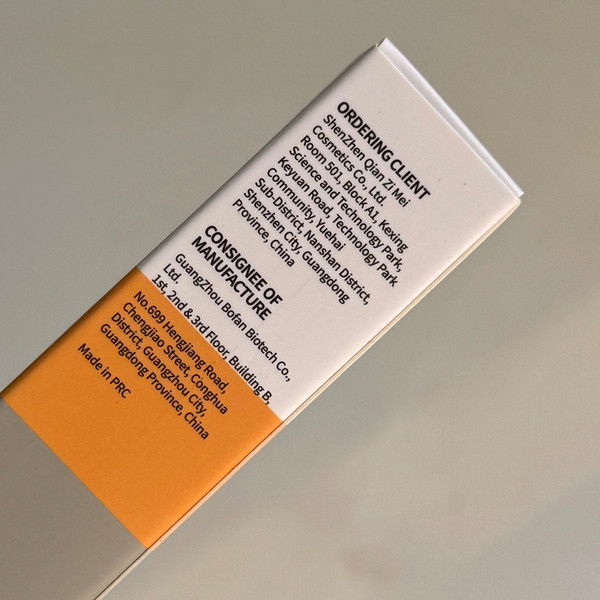 ORDERING CLIENT
ShenZhen Qian Zi Mei
Cosmetics Co., Ltd.
Room 501, Block A1, Kexing
Science and Technology Park,
Keyuan Road, Technology Park
Community, Yuehai
Sub-District, Nanshan District,
Shenzhen City, Guangdong
Province, China
CONSIGNEE OF
MANUFACTURE
GuangZhou Bofan Biotech Co.,
Ltd.
1st, 2nd & 3rd Floor, Building B,
No.699 Hengjiang Road,
Chengjiao Street, Conghua
District, Guangzhou City,
Guangdong Province, China
Made in PRC